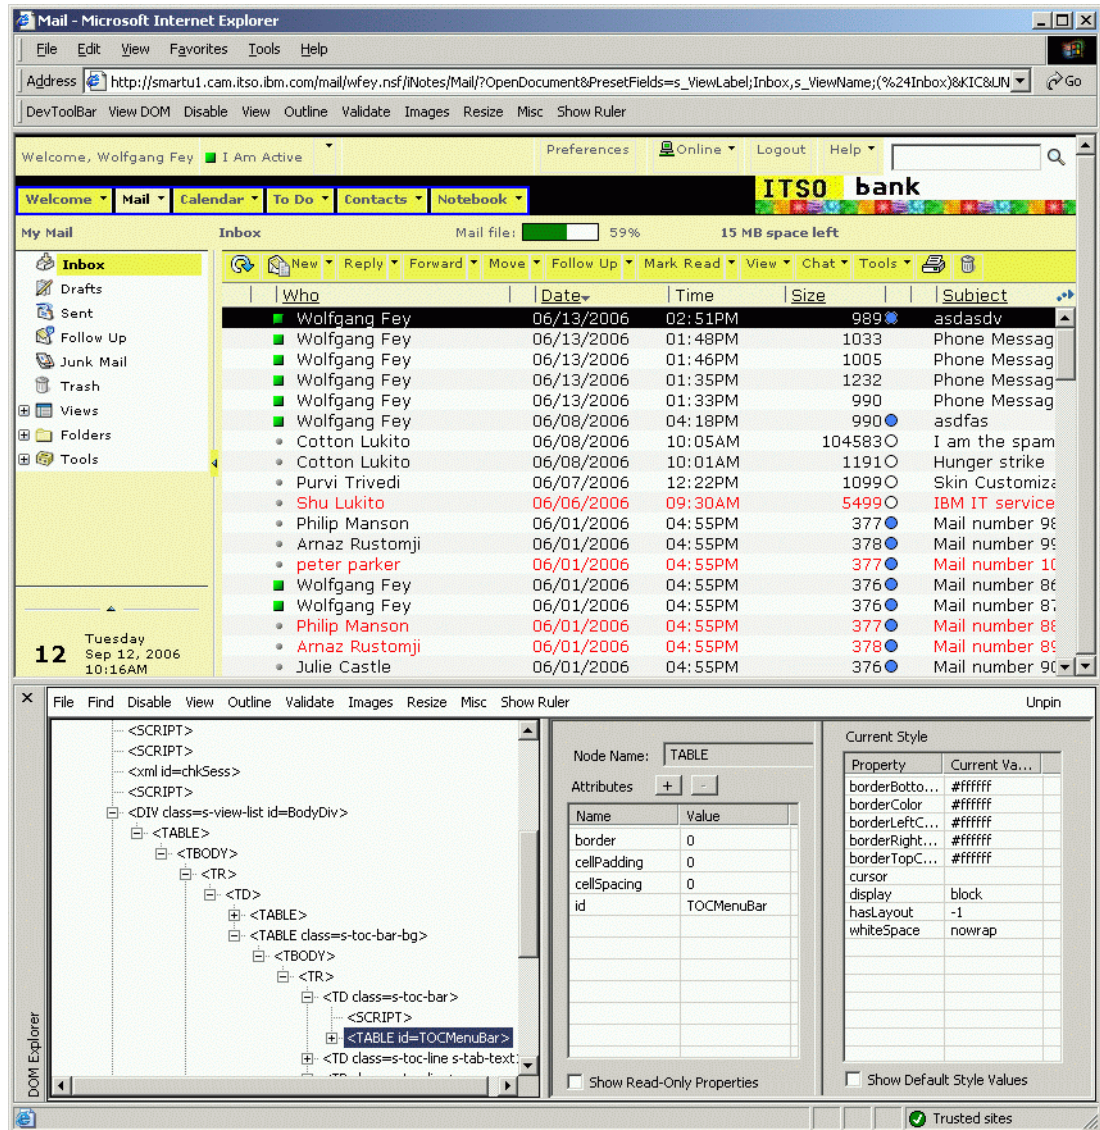 Mail - Microsoft Internet Explorer
File Edit View Favorites Tools Help
Address http://smartu1.cam.itso.ibm.com/mail/wfey.nsf/iNotes/Mail/?OpenDocument&PresetFields=s_ViewLabel;Inbox,s_ViewName;(%24Inbox)&KIC&UN Go
DevToolBar View DOM Disable View Outline Validate Images Resize Misc Show Ruler
Welcome, Wolfgang Fey I Am Active Preferences Online Logout Help
ITSO bank
Welcome Mail Calendar To Do Contacts Notebook
My Mail Inbox Mail file: 59% 15 MB space left
Inbox
Drafts
Sent
Follow Up
Junk Mail
Trash
Views
Folders
Tools
New Reply Forward Move Follow Up Mark Read View Chat Tools
Who Date Time Size Subject
Wolfgang Fey 06/13/2006 02:51PM 989 asdasdv
Wolfgang Fey 06/13/2006 01:48PM 1033 Phone Messag
Wolfgang Fey 06/13/2006 01:46PM 1005 Phone Messag
Wolfgang Fey 06/13/2006 01:35PM 1232 Phone Messag
Wolfgang Fey 06/13/2006 01:33PM 990 Phone Messag
Wolfgang Fey 06/08/2006 04:18PM 990 asdfas
Cotton Lukito 06/08/2006 10:05AM 104583 I am the spam
Cotton Lukito 06/08/2006 10:01AM 1191 Hunger strike
Purvi Trivedi 06/07/2006 12:22PM 1099 Skin Customiza
Shu Lukito 06/06/2006 09:30AM 5499 IBM IT service
Philip Manson 06/01/2006 04:55PM 377 Mail number 98
Arnaz Rustomji 06/01/2006 04:55PM 378 Mail number 99
peter parker 06/01/2006 04:55PM 377 Mail number 10
Wolfgang Fey 06/01/2006 04:55PM 376 Mail number 86
Wolfgang Fey 06/01/2006 04:55PM 376 Mail number 87
Philip Manson 06/01/2006 04:55PM 377 Mail number 88
Arnaz Rustomji 06/01/2006 04:55PM 378 Mail number 89
Julie Castle 06/01/2006 04:55PM 376 Mail number 90
12
Tuesday
Sep 12, 2006
10:16AM
File Find Disable View Outline Validate Images Resize Misc Show Ruler Unpin
DOM Explorer
<SCRIPT>
<SCRIPT>
<xml id=chkSess>
<SCRIPT>
<DIV class=s-view-list id=BodyDiv>
<TABLE>
<TBODY>
<TR>
<TD>
<TABLE>
<TABLE class=s-toc-bar-bg>
<TBODY>
<TR>
<TD class=s-toc-bar>
<SCRIPT>
<TABLE id=TOCMenuBar>
<TD class=s-toc-line s-tab-text
Node Name: TABLE
Attributes + -
Name Value
border 0
cellPadding 0
cellSpacing 0
id TOCMenuBar
Show Read-Only Properties
Current Style
Property Current Va...
borderBotto... #ffffff
borderColor #ffffff
borderLeftC... #ffffff
borderRight... #ffffff
borderTopC... #ffffff
cursor
display block
hasLayout -1
whiteSpace nowrap
Show Default Style Values
Trusted sites